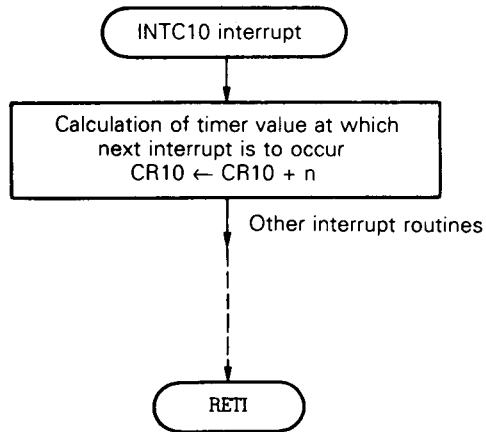 INTC10 interrupt
Calculation of timer value at which
next interrupt is to occur
CR10 ← CR10 + n
Other interrupt routines
RETI